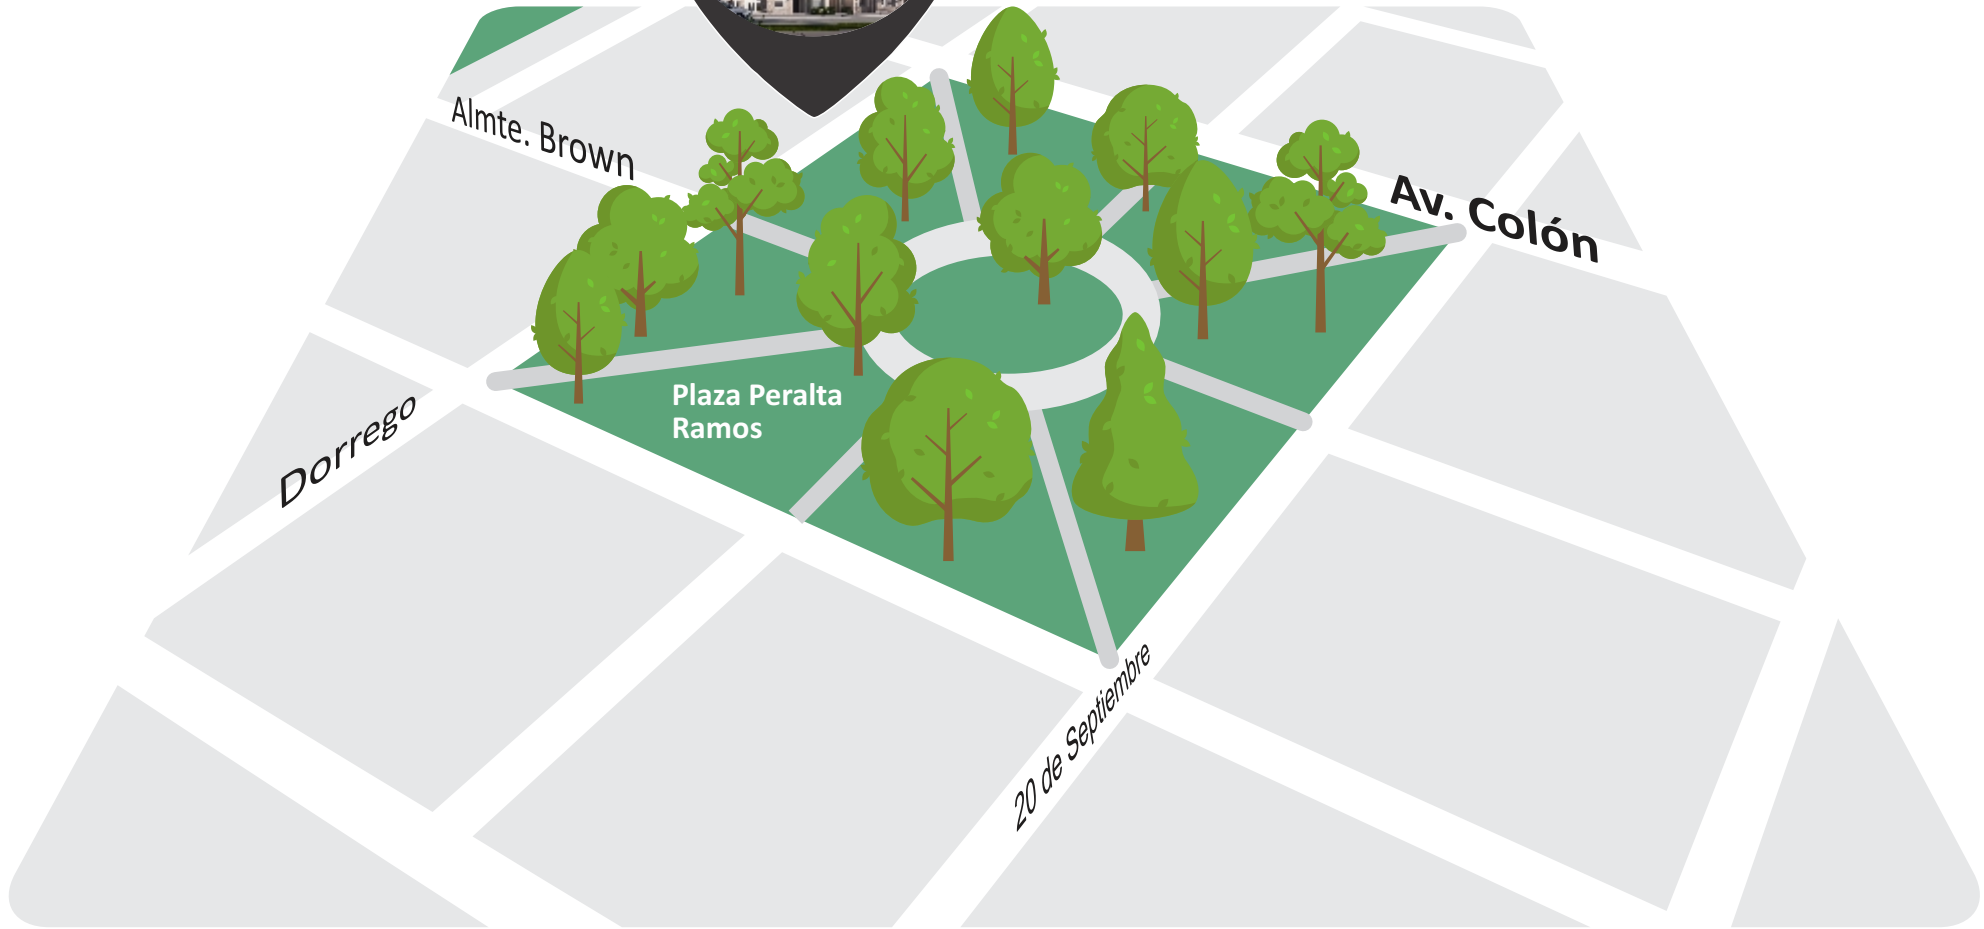 Almte. Brown
Av. Colón
Plaza Peralta
Ramos
Dorrego
20 de Septiembre